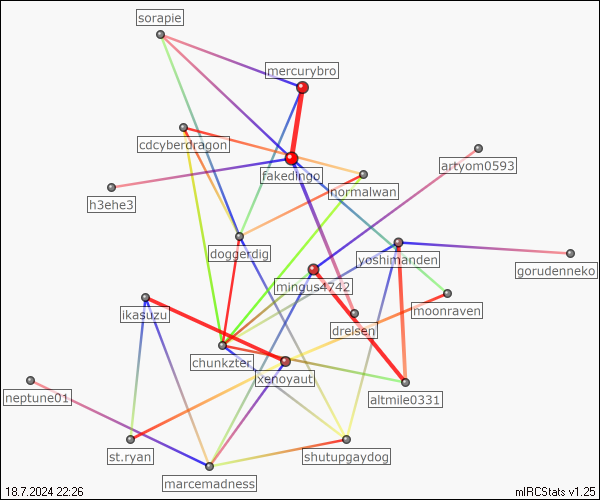 sorapie
mercurybro
cdcyberdragon
artyom0593
fakedingo
normalwan
h3ehe3
doggerdig
yoshimanden
gorudenneko
mingus4742
moonraven
ikasuzu
dreisen
chunkzter
xenoyaut
neptune01
altmile0331
st.ryan
shutupgaydog
marcemadness
18.7.2024 22:26
mIRCStats v1.25